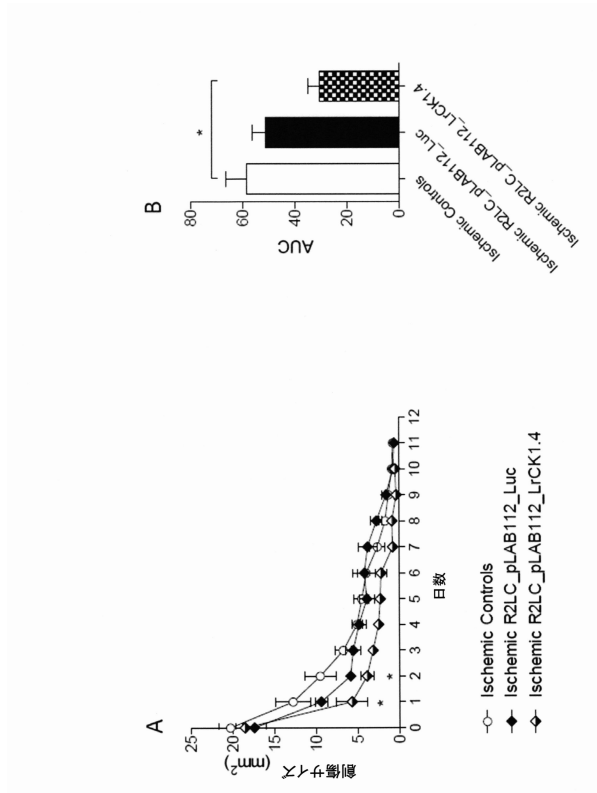 A
創傷サイズ
(mm²)
25
20
15
10
5
0
0 1 2 3 4 5 6 7 8 9 10 11 12
日数
* *
Ischemic Controls
Ischemic R2LC_pLAB112_Luc
Ischemic R2LC_pLAB112_LrCK1.4
B
AUC
80
60
40
20
0
*
Ischemic Controls
Ischemic R2LC_pLAB112_Luc
Ischemic R2LC_pLAB112_LrCK1.4